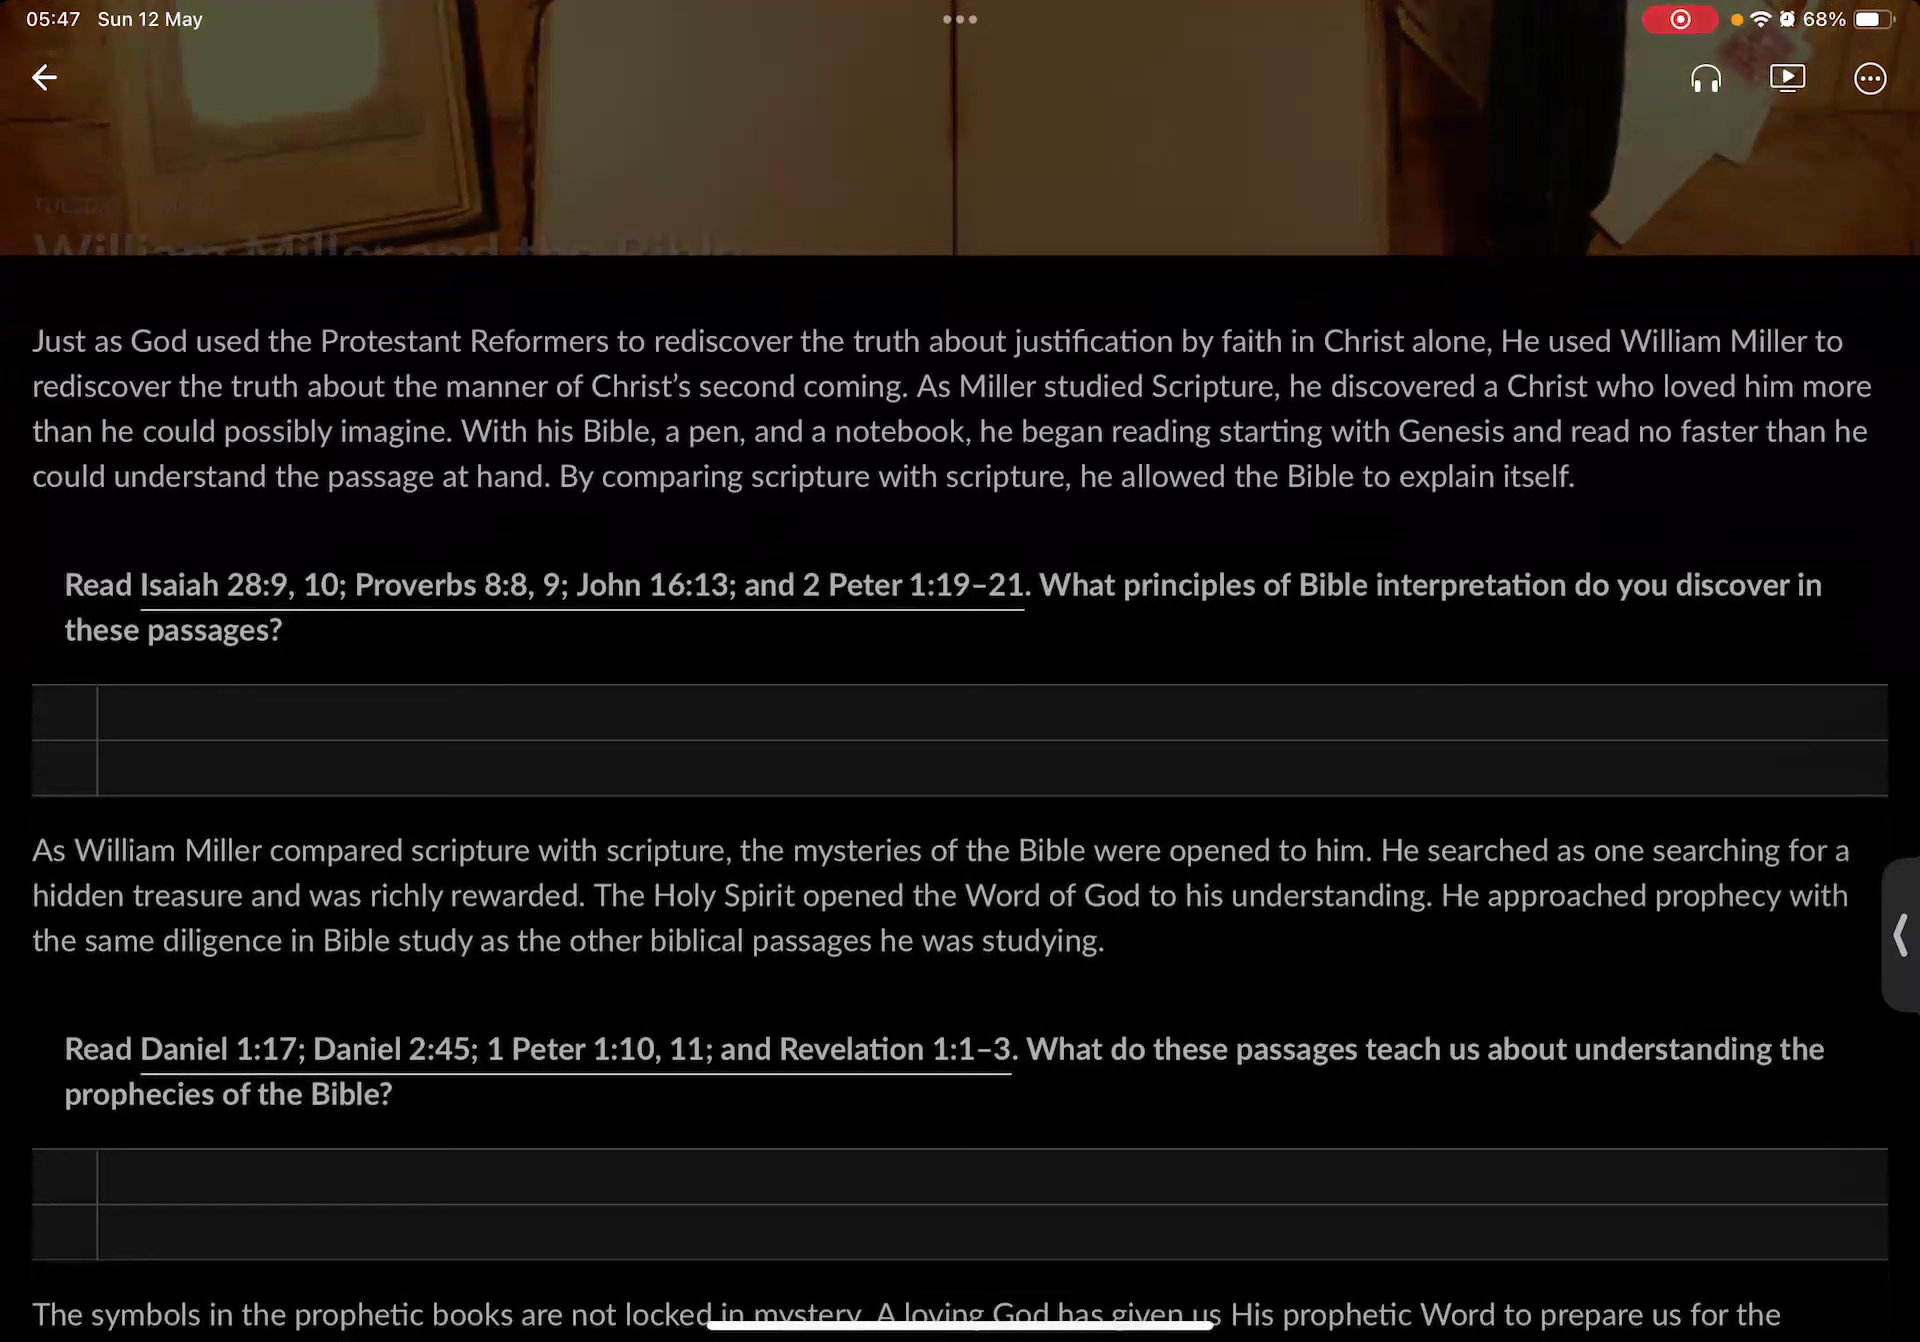 05:47 Sun 12 May
68%
William Miller and the Bible
Just as God used the Protestant Reformers to rediscover the truth about justification by faith in Christ alone, He used William Miller to
rediscover the truth about the manner of Christ’s second coming. As Miller studied Scripture, he discovered a Christ who loved him more
than he could possibly imagine. With his Bible, a pen, and a notebook, he began reading starting with Genesis and read no faster than he
could understand the passage at hand. By comparing scripture with scripture, he allowed the Bible to explain itself.
Read Isaiah 28:9, 10; Proverbs 8:8, 9; John 16:13; and 2 Peter 1:19–21. What principles of Bible interpretation do you discover in
these passages?
As William Miller compared scripture with scripture, the mysteries of the Bible were opened to him. He searched as one searching for a
hidden treasure and was richly rewarded. The Holy Spirit opened the Word of God to his understanding. He approached prophecy with
the same diligence in Bible study as the other biblical passages he was studying.
Read Daniel 1:17; Daniel 2:45; 1 Peter 1:10, 11; and Revelation 1:1–3. What do these passages teach us about understanding the
prophecies of the Bible?
The symbols in the prophetic books are not locked in mystery. A loving God has given us His prophetic Word to prepare us for the